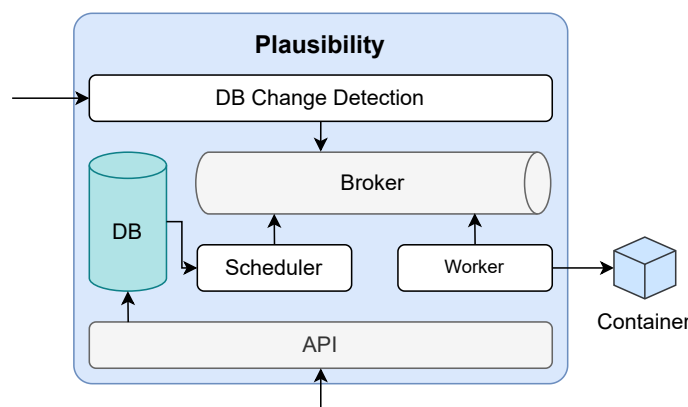 Plausibility
DB Change Detection
Broker
DB
Scheduler
Worker
Container
API